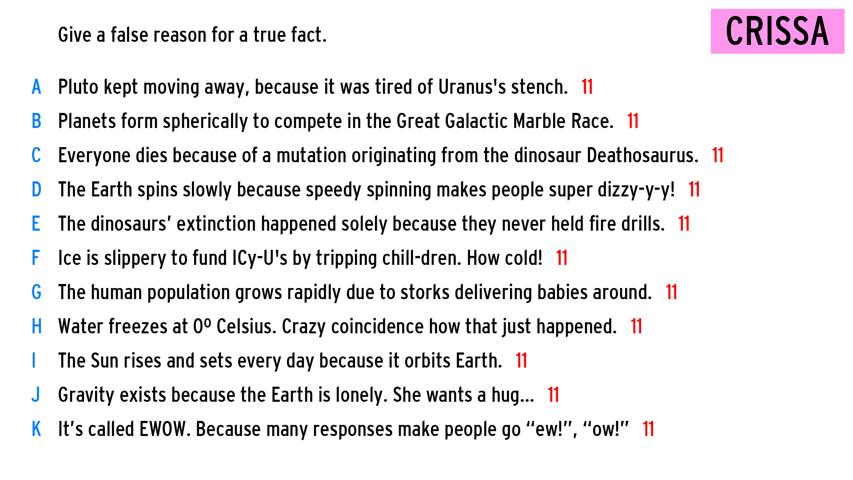 Give a false reason for a true fact.
CRISSA
A Pluto kept moving away, because it was tired of Uranus's stench. 11
B Planets form spherically to compete in the Great Galactic Marble Race. 11
C Everyone dies because of a mutation originating from the dinosaur Deathosaurus. 11
D The Earth spins slowly because speedy spinning makes people super dizzy-y-y! 11
E The dinosaurs’ extinction happened solely because they never held fire drills. 11
F Ice is slippery to fund ICy-U's by tripping chill-dren. How cold! 11
G The human population grows rapidly due to storks delivering babies around. 11
H Water freezes at 0º Celsius. Crazy coincidence how that just happened. 11
I The Sun rises and sets every day because it orbits Earth. 11
J Gravity exists because the Earth is lonely. She wants a hug... 11
K It’s called EWOW. Because many responses make people go “ew!”, “ow!” 11